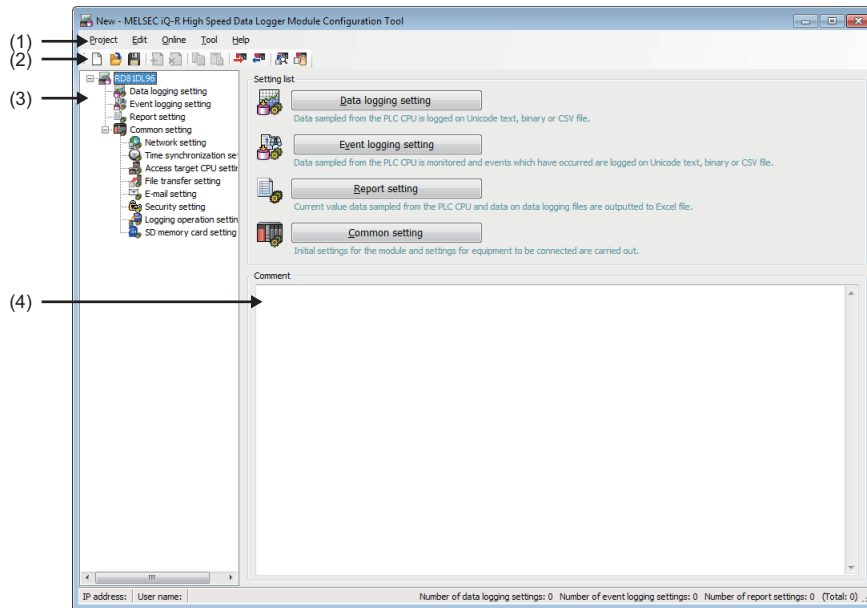 New - MELSEC iQ-R High Speed Data Logger Module Configuration Tool
(1)
Project Edit Online Tool Help
(2)
(3)
RD81DL96
Data logging setting
Event logging setting
Report setting
Common setting
Network setting
Time synchronization se
Access target CPU settin
File transfer setting
E-mail setting
Security setting
Logging operation settin
SD memory card setting
Setting list
Data logging setting
Data sampled from the PLC CPU is logged on Unicode text, binary or CSV file.
Event logging setting
Data sampled from the PLC CPU is monitored and events which have occurred are logged on Unicode text, binary or CSV file.
Report setting
Current value data sampled from the PLC CPU and data on data logging files are outputted to Excel file.
Common setting
Initial settings for the module and settings for equipment to be connected are carried out.
Comment
(4)
IP address: User name: Number of data logging settings: 0 Number of event logging settings: 0 Number of report settings: 0 (Total: 0)